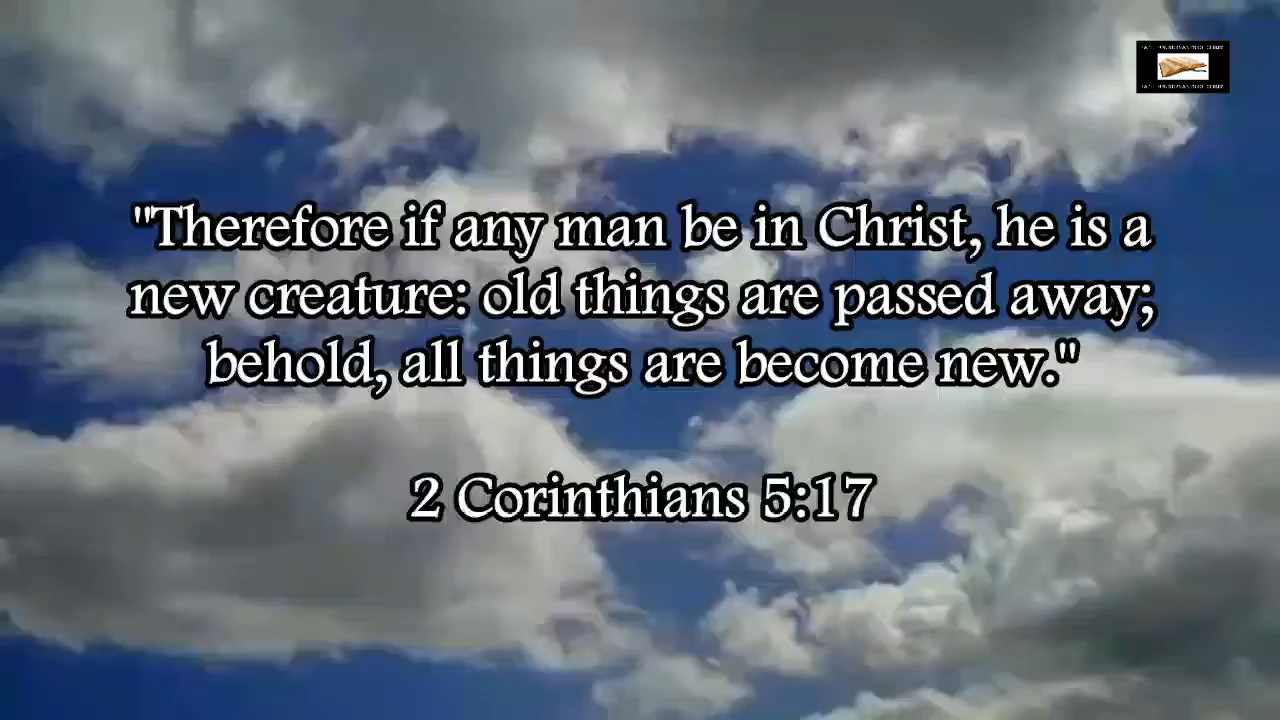 "Therefore if any man be in Christ, he is a
new creature: old things are passed away;
behold, all things are become new."
2 Corinthians 5:17